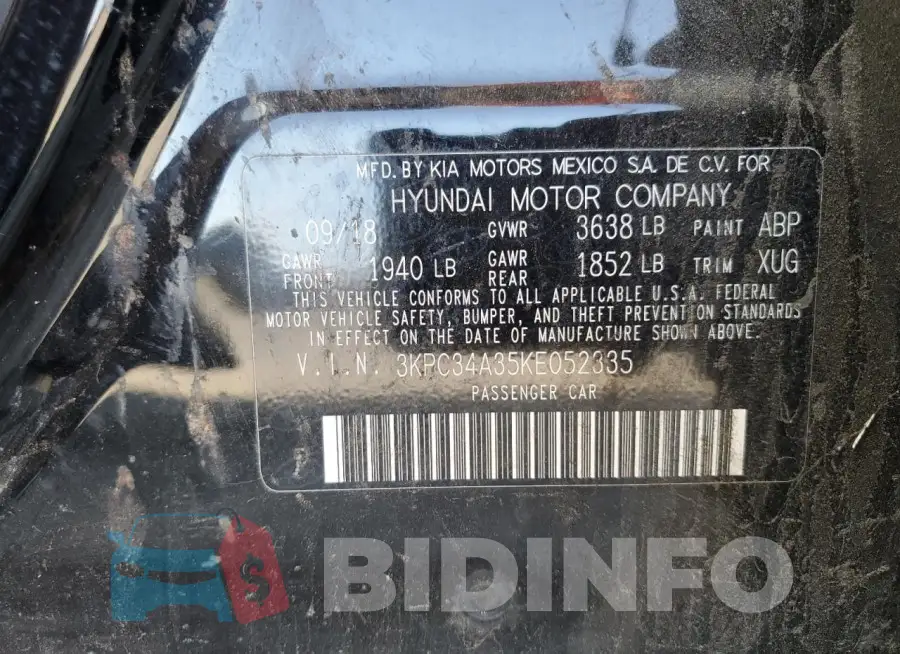 MFD. BY KIA MOTORS MEXICO S.A. DE C.V. FOR
HYUNDAI MOTOR COMPANY
09/18 GVWR 3638 LB PAINT ABP
GAWR FRONT 1940 LB GAWR REAR 1852 LB TRIM XUG
THIS VEHICLE CONFORMS TO ALL APPLICABLE U.S.A. FEDERAL
MOTOR VEHICLE SAFETY, BUMPER, AND THEFT PREVENTION STANDARDS
IN EFFECT ON THE DATE OF MANUFACTURE SHOWN ABOVE.
V.I.N. 3KPC34A35KE052335
PASSENGER CAR
$ BIDINFO